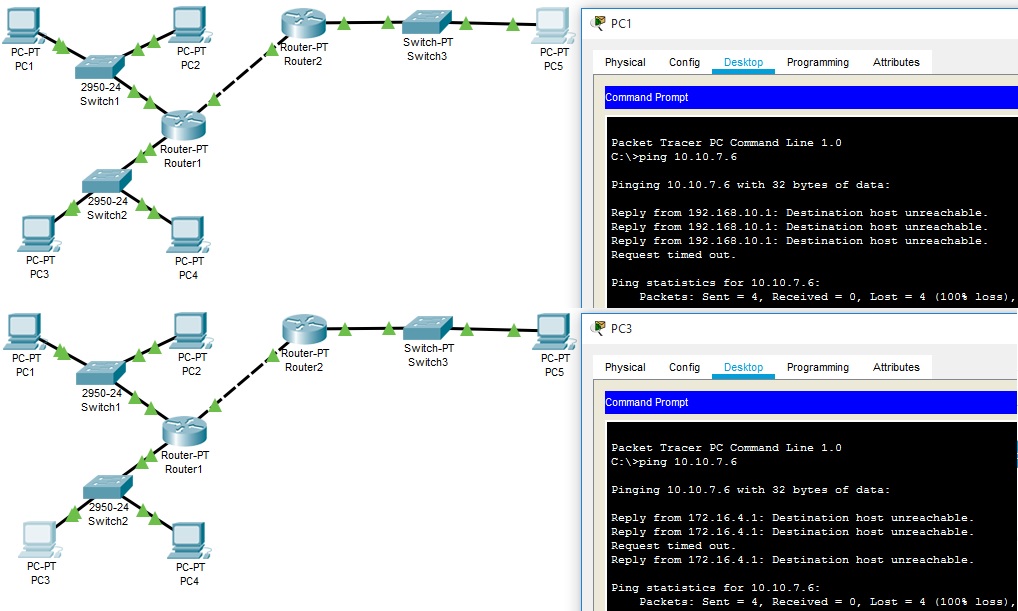 PC-PT
PC1
PC-PT
PC2
2950-24
Switch1
Router-PT
Router2
Switch-PT
Switch3
PC-PT
PC5
Router-PT
Router1
2950-24
Switch2
PC-PT
PC3
PC-PT
PC4
PC1
Physical Config Desktop Programming Attributes
Command Prompt
Packet Tracer PC Command Line 1.0
C:\>ping 10.10.7.6
Pinging 10.10.7.6 with 32 bytes of data:
Reply from 192.168.10.1: Destination host unreachable.
Reply from 192.168.10.1: Destination host unreachable.
Reply from 192.168.10.1: Destination host unreachable.
Request timed out.
Ping statistics for 10.10.7.6:
Packets: Sent = 4, Received = 0, Lost = 4 (100% loss),
PC-PT
PC1
PC-PT
PC2
2950-24
Switch1
Router-PT
Router2
Switch-PT
Switch3
PC-PT
PC5
Router-PT
Router1
2950-24
Switch2
PC-PT
PC3
PC-PT
PC4
PC3
Physical Config Desktop Programming Attributes
Command Prompt
Packet Tracer PC Command Line 1.0
C:\>ping 10.10.7.6
Pinging 10.10.7.6 with 32 bytes of data:
Reply from 172.16.4.1: Destination host unreachable.
Reply from 172.16.4.1: Destination host unreachable.
Request timed out.
Reply from 172.16.4.1: Destination host unreachable.
Ping statistics for 10.10.7.6:
Packets: Sent = 4, Received = 0, Lost = 4 (100% loss),